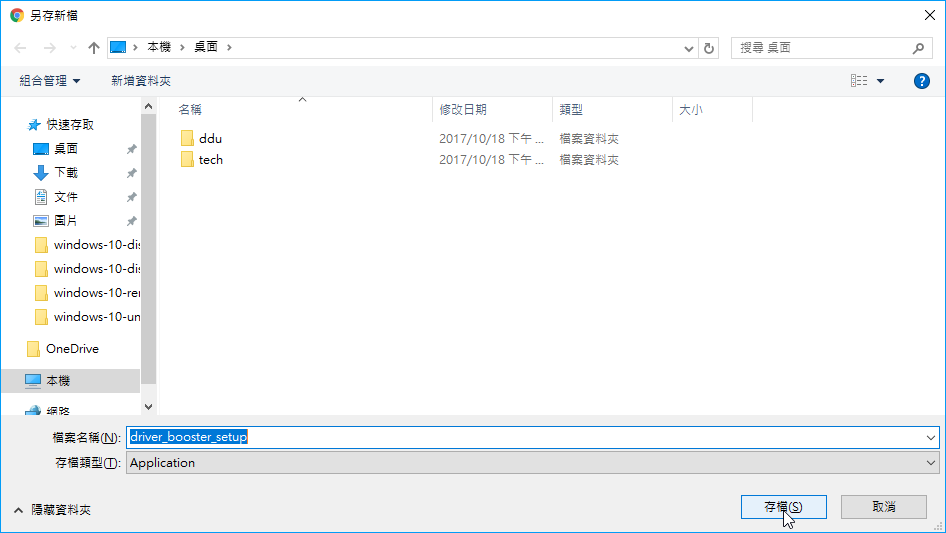 另存新檔
本機 桌面
搜尋 桌面
組合管理 新增資料夾
名稱 修改日期 類型 大小
快速存取
桌面
下載
文件
圖片
windows-10-dis
windows-10-dis
windows-10-rer
windows-10-un
OneDrive
本機
網路
ddu 2017/10/18 下午 ... 檔案資料夾
tech 2017/10/18 下午 ... 檔案資料夾
檔案名稱(N): driver_booster_setup
存檔類型(T): Application
隱藏資料夾 存檔(S) 取消